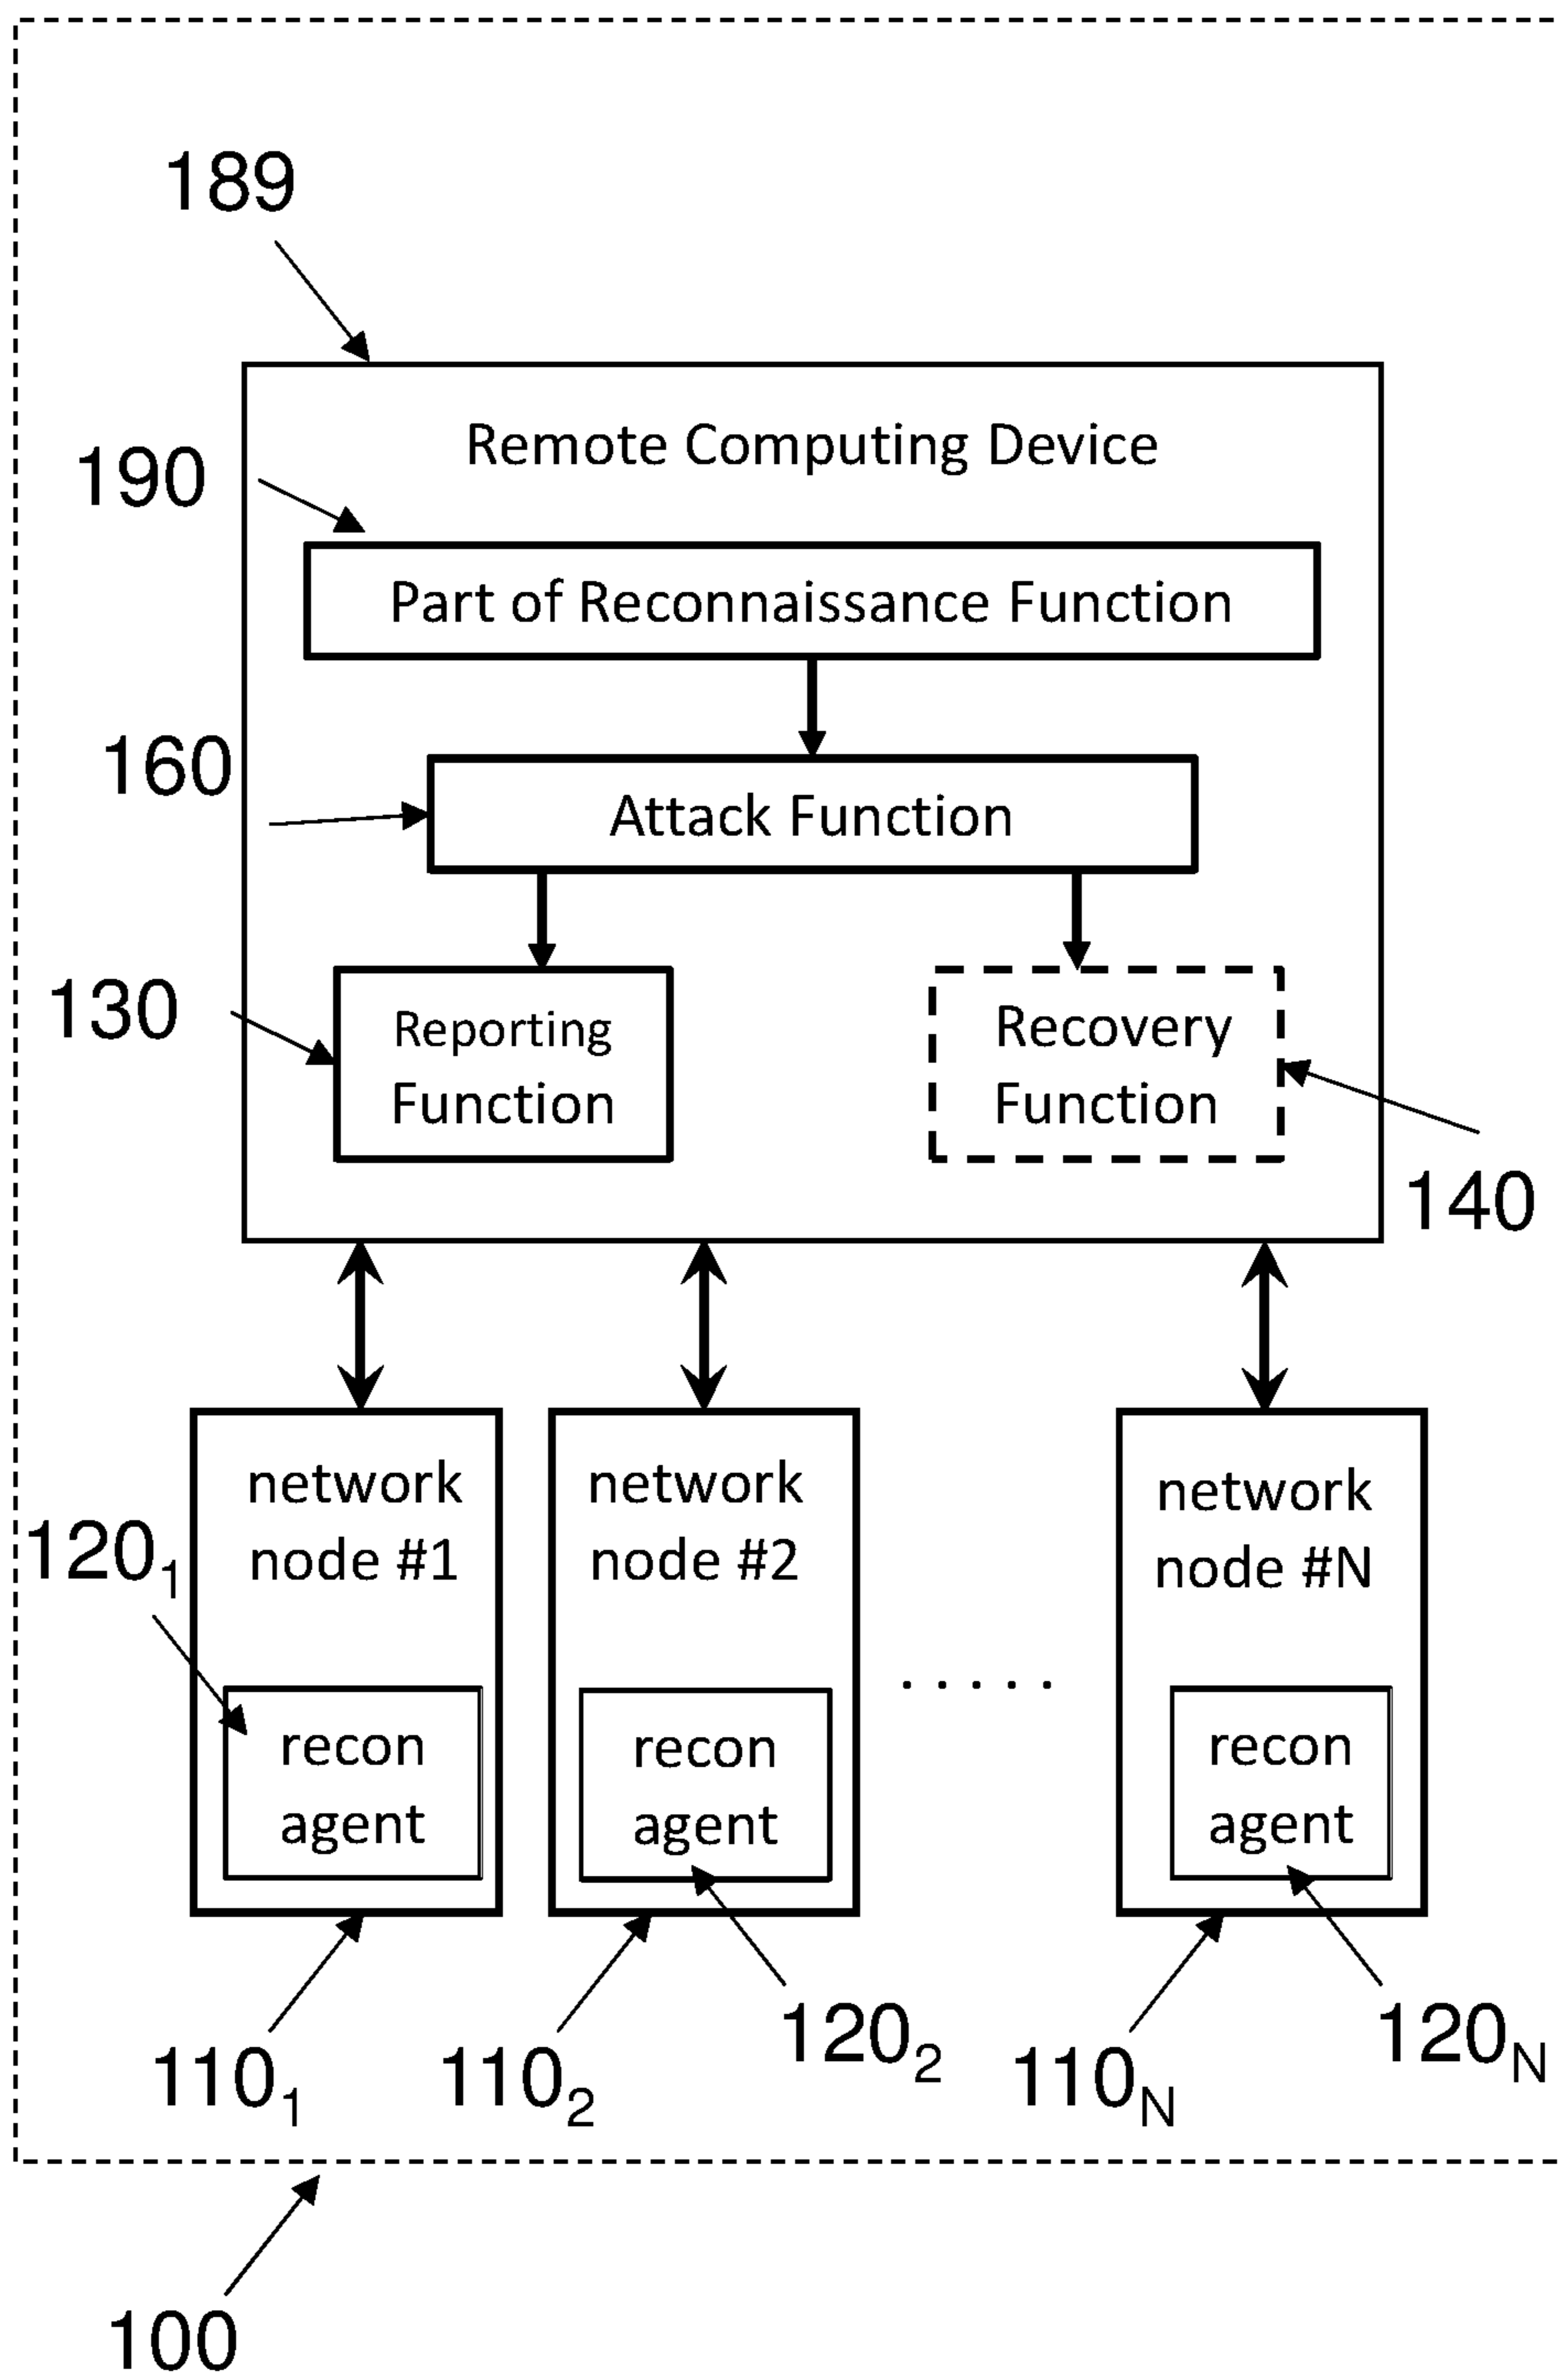 189
Remote Computing Device
190
Part of Reconnaissance Function
160
Attack Function
130
Reporting
Function
Recovery
Function
140
network
node #1
network
node #2
network
node #N
120₁
recon
agent
recon
agent
. . . . .
recon
agent
110₁
110₂
120₂
110N
120N
100